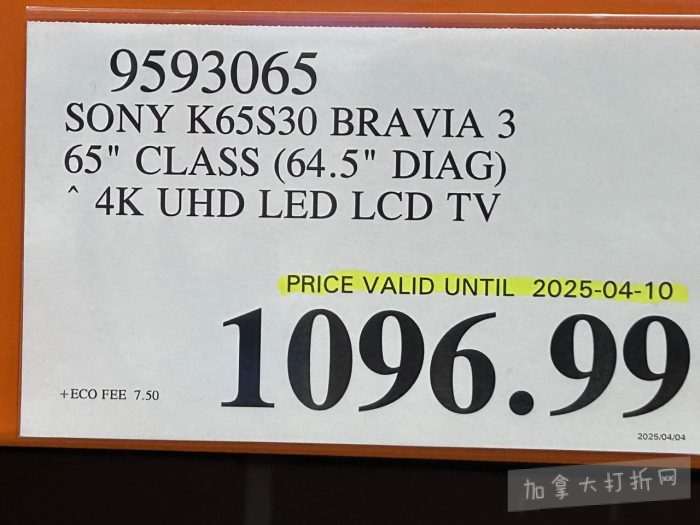 9593065
SONY K65S30 BRAVIA 3
65" CLASS (64.5" DIAG)
^ 4K UHD LED LCD TV
PRICE VALID UNTIL 2025-04-10
1096.99
+ECO FEE 7.50
2025/04/04
加拿大打折网